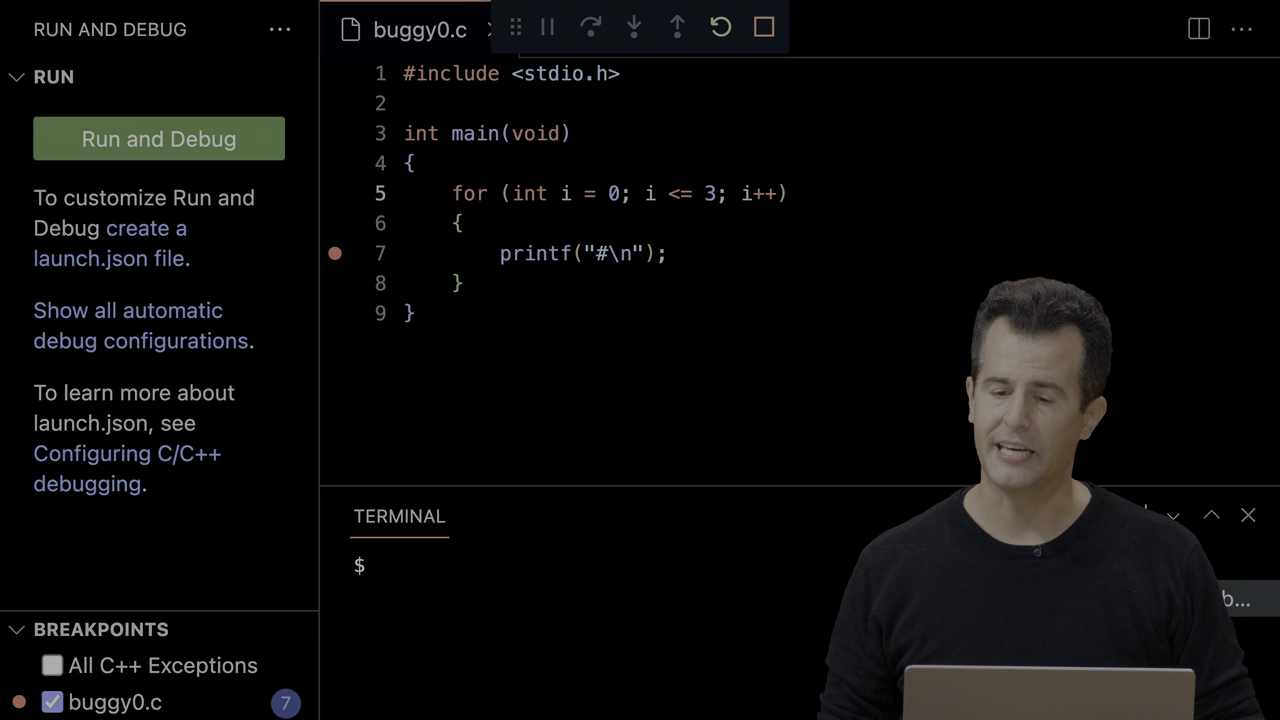 RUN AND DEBUG
RUN
Run and Debug
To customize Run and
Debug create a
launch.json file.
Show all automatic
debug configurations.
To learn more about
launch.json, see
Configuring C/C++
debugging.
BREAKPOINTS
All C++ Exceptions
buggy0.c 7
buggy0.c
1 #include <stdio.h>
2
3 int main(void)
4 {
5 for (int i = 0; i <= 3; i++)
6 {
7 printf("#\n");
8 }
9 }
TERMINAL
$
b...